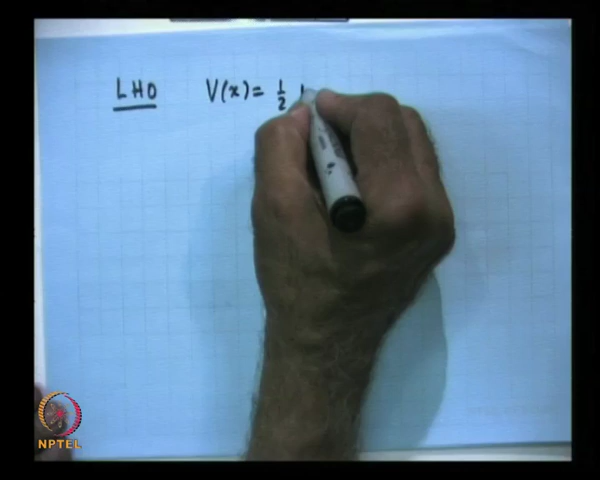 LHO V(x) = 1/2
NPTEL